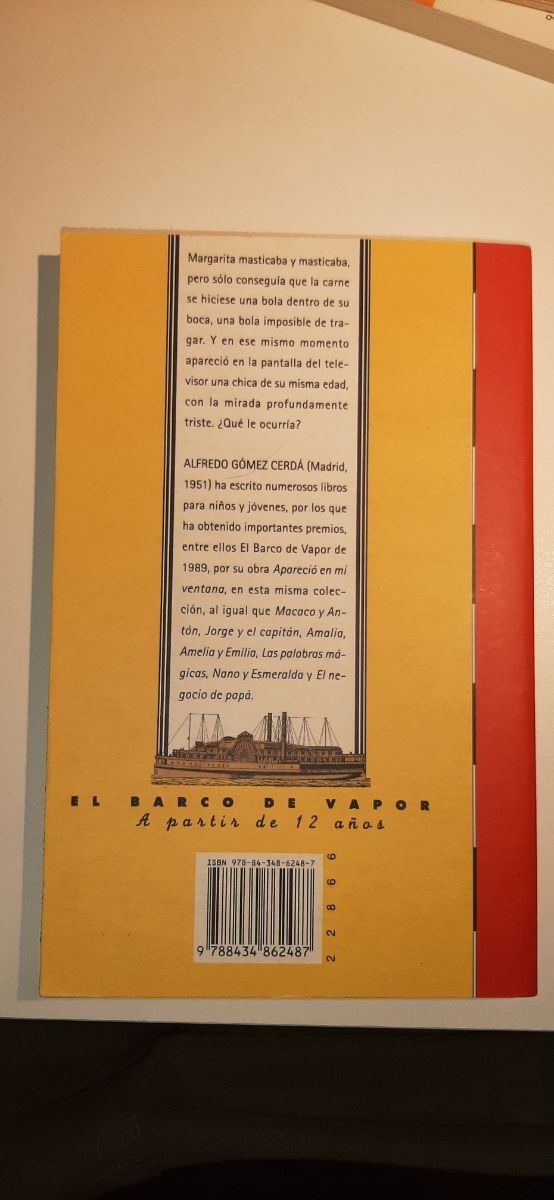 Margarita masticaba y masticaba,
pero sólo conseguía que la carne
se hiciese una bola dentro de su
boca, una bola imposible de tra-
gar. Y en ese mismo momento
apareció en la pantalla del tele-
visor una chica de su misma edad,
con la mirada profundamente
triste. ¿Qué le ocurría?
ALFREDO GÓMEZ CERDÁ (Madrid,
1951) ha escrito numerosos libros
para niños y jóvenes, por los que
ha obtenido importantes premios,
entre ellos El Barco de Vapor de
1989, por su obra Apareció en mi
ventana, en esta misma colec-
ción, al igual que Macaco y An-
tón, Jorge y el capitán, Amalia,
Amelia y Emilia, Las palabras má-
gicas, Nano y Esmeralda y El ne-
gocio de papá.
EL BARCO DE VAPOR
A partir de 12 años
ISBN 978-84-348-6248-7
9 788434 862487
22866